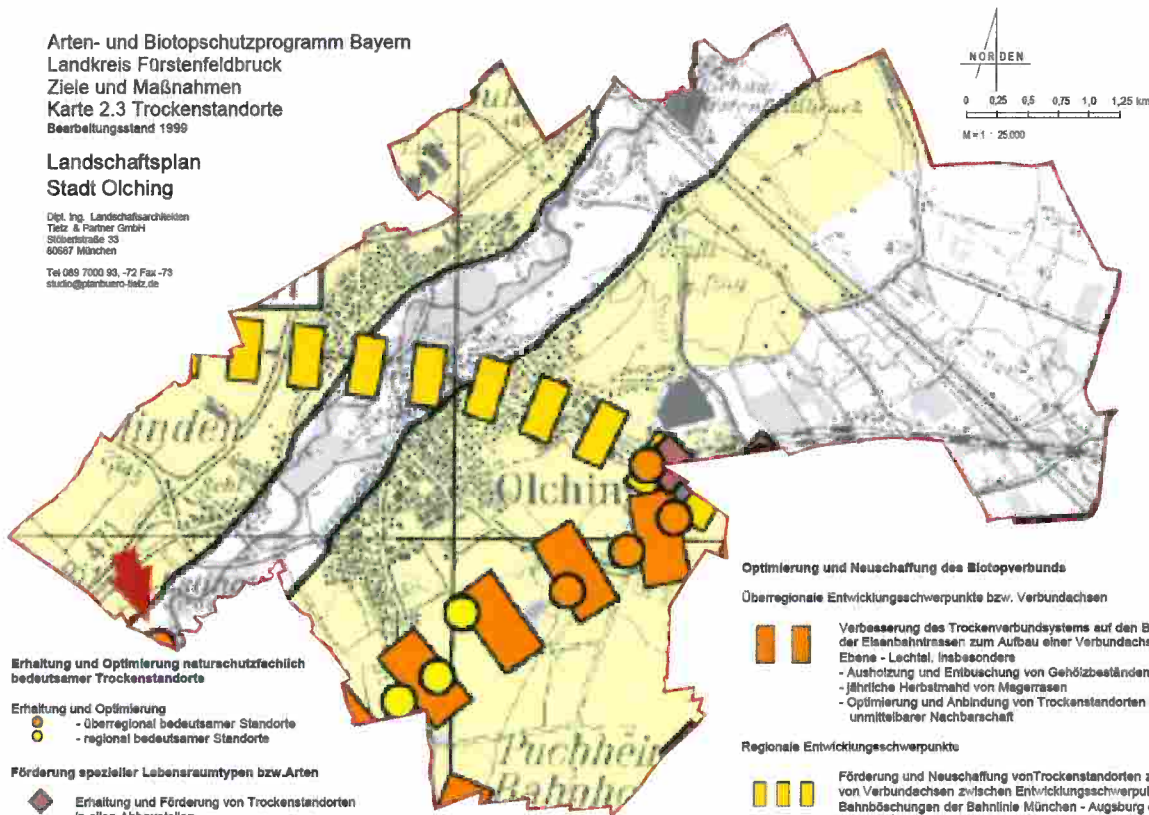 Arten- und Biotopschutzprogramm Bayern
Landkreis Fürstenfeldbruck
Ziele und Maßnahmen
Karte 2.3 Trockenstandorte
Bearbeitungsstand 1999
Landschaftsplan
Stadt Olching
Dipl. Ing. Landschaftsarchitekten
Tietz & Partner GmbH
Stöberlstraße 33
80687 München
Tel 089 7000 93, -72 Fax -73
studio@planbuero-tietz.de
NORDEN
0 0,25 0,5 0,75 1,0 1,25 km
M = 1 : 25.000
Olchin
Puchheim
Bahnho
Erhaltung und Optimierung naturschutzfachlich
bedeutsamer Trockenstandorte
Erhaltung und Optimierung
- überregional bedeutsamer Standorte
- regional bedeutsamer Standorte
Förderung spezieller Lebensraumtypen bzw.Arten
Erhaltung und Förderung von Trockenstandorten
Optimierung und Neuschaffung des Biotopverbunds
Überregionale Entwicklungsschwerpunkte bzw. Verbundachsen
Verbesserung des Trockenverbundsystems auf den B
der Eisenbahntrassen zum Aufbau einer Verbundachs
Ebene - Lechtal. Insbesondere
- Ausholzung und Entbuschung von Gehölzbeständen
- jährliche Herbstmahd von Magerrasen
- Optimierung und Anbindung von Trockenstandorten
unmittelbarer Nachbarschaft
Regionale Entwicklungsschwerpunkte
Förderung und Neuschaffung vonTrockenstandorten z
von Verbundachsen zwischen Entwicklungsschwerpu
Bahnböschungen der Bahnlinie München - Augsburg